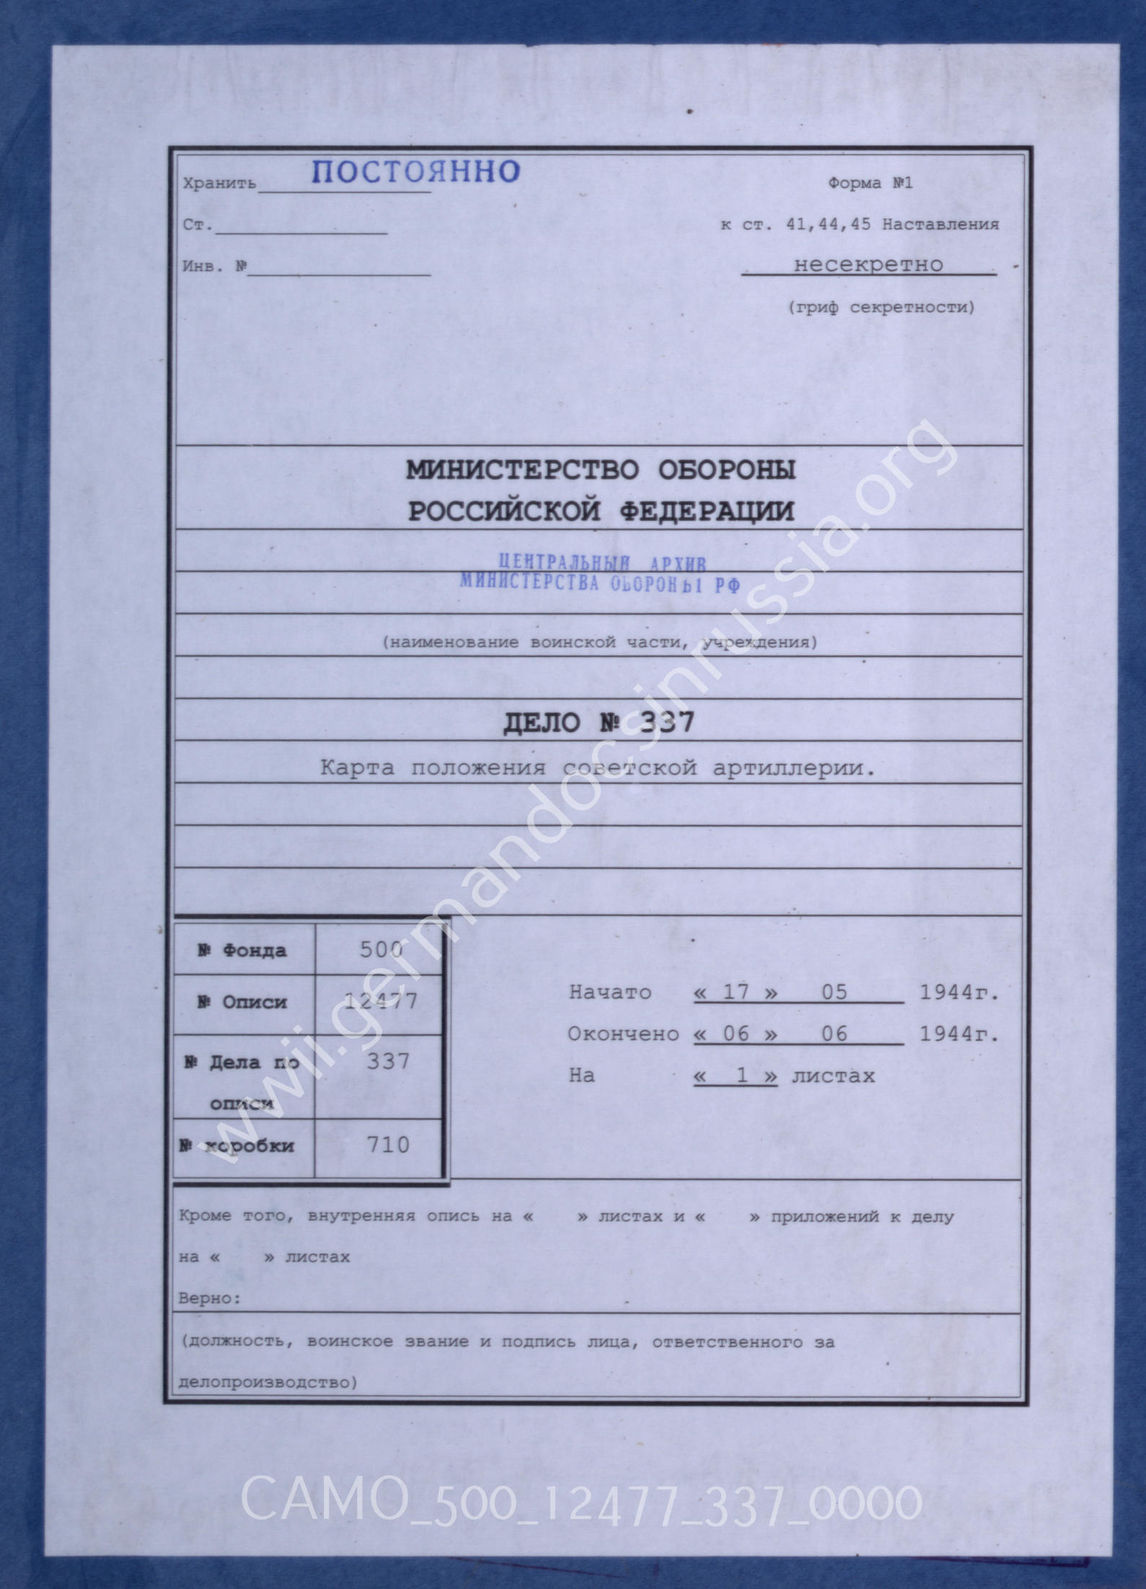 Хранить ПОСТОЯННО
Форма №1
Ст.
к ст. 41,44,45 Наставления
Инв. №
несекретно
(гриф секретности)
МИНИСТЕРСТВО ОБОРОНЫ
РОССИЙСКОЙ ФЕДЕРАЦИИ
ЦЕНТРАЛЬНЫЙ АРХИВ
МИНИСТЕРСТВА ОБОРОНЫ РФ
(наименование воинской части, учреждения)
ДЕЛО № 337
Карта положения советской артиллерии.
№ Фонда 500
№ Описи 12477
№ Дела по 337
описи
№ коробки 710
Начато « 17 » 05 1944г.
Окончено « 06 » 06 1944г.
На « 1 » листах
Кроме того, внутренняя опись на « » листах и « » приложений к делу
на « » листах
Верно:
(должность, воинское звание и подпись лица, ответственного за
делопроизводство)
wwii.germandocsinrussia.org
CAMO_500_12477_337_0000